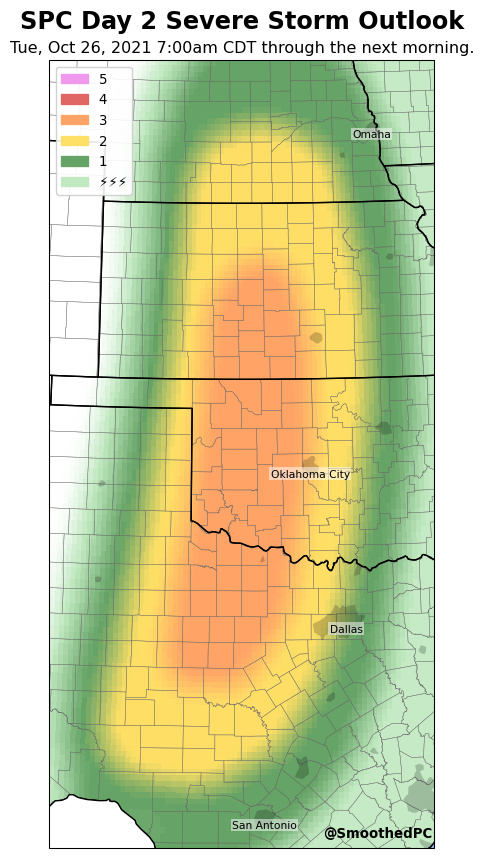 SPC Day 2 Severe Storm Outlook
Tue, Oct 26, 2021 7:00am CDT through the next morning.
5
4
3
2
1
⚡⚡⚡
Omaha
Oklahoma City
Dallas
San Antonio
@SmoothedPC